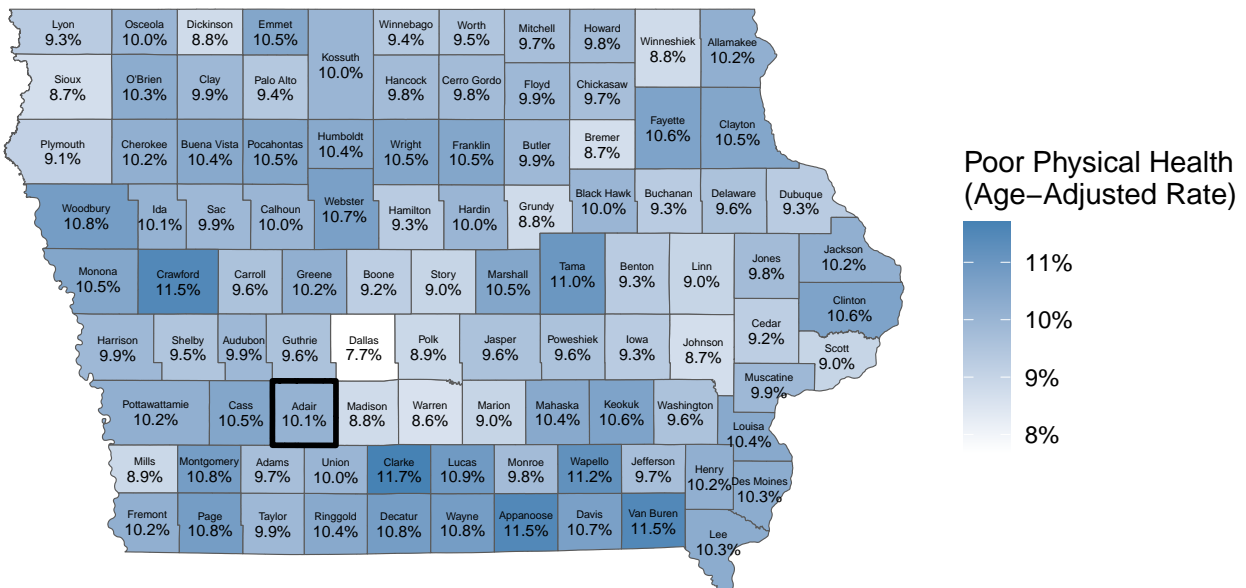 Lyon
9.3%
Osceola
10.0%
Dickinson
8.8%
Emmet
10.5%
Kossuth
10.0%
Winnebago
9.4%
Worth
9.5%
Mitchell
9.7%
Howard
9.8%
Winneshiek
8.8%
Allamakee
10.2%
Sioux
8.7%
O'Brien
10.3%
Clay
9.9%
Palo Alto
9.4%
Hancock
9.8%
Cerro Gordo
9.8%
Floyd
9.9%
Chickasaw
9.7%
Fayette
10.6%
Clayton
10.5%
Plymouth
9.1%
Cherokee
10.2%
Buena Vista
10.4%
Pocahontas
10.5%
Humboldt
10.4%
Wright
10.5%
Franklin
10.5%
Butler
9.9%
Bremer
8.7%
Woodbury
10.8%
Ida
10.1%
Sac
9.9%
Calhoun
10.0%
Webster
10.7%
Hamilton
9.3%
Hardin
10.0%
Grundy
8.8%
Black Hawk
10.0%
Buchanan
9.3%
Delaware
9.6%
Dubuque
9.3%
Monona
10.5%
Crawford
11.5%
Carroll
9.6%
Greene
10.2%
Boone
9.2%
Story
9.0%
Marshall
10.5%
Tama
11.0%
Benton
9.3%
Linn
9.0%
Jones
9.8%
Jackson
10.2%
Clinton
10.6%
Harrison
9.9%
Shelby
9.5%
Audubon
9.9%
Guthrie
9.6%
Dallas
7.7%
Polk
8.9%
Jasper
9.6%
Poweshiek
9.6%
Iowa
9.3%
Johnson
8.7%
Cedar
9.2%
Scott
9.0%
Muscatine
9.9%
Pottawattamie
10.2%
Cass
10.5%
Adair
10.1%
Madison
8.8%
Warren
8.6%
Marion
9.0%
Mahaska
10.4%
Keokuk
10.6%
Washington
9.6%
Louisa
10.4%
Mills
8.9%
Montgomery
10.8%
Adams
9.7%
Union
10.0%
Clarke
11.7%
Lucas
10.9%
Monroe
9.8%
Wapello
11.2%
Jefferson
9.7%
Henry
10.2%
Des Moines
10.3%
Fremont
10.2%
Page
10.8%
Taylor
9.9%
Ringgold
10.4%
Decatur
10.8%
Wayne
10.8%
Appanoose
11.5%
Davis
10.7%
Van Buren
11.5%
Lee
10.3%
Poor Physical Health
(Age−Adjusted Rate)
11%
10%
9%
8%